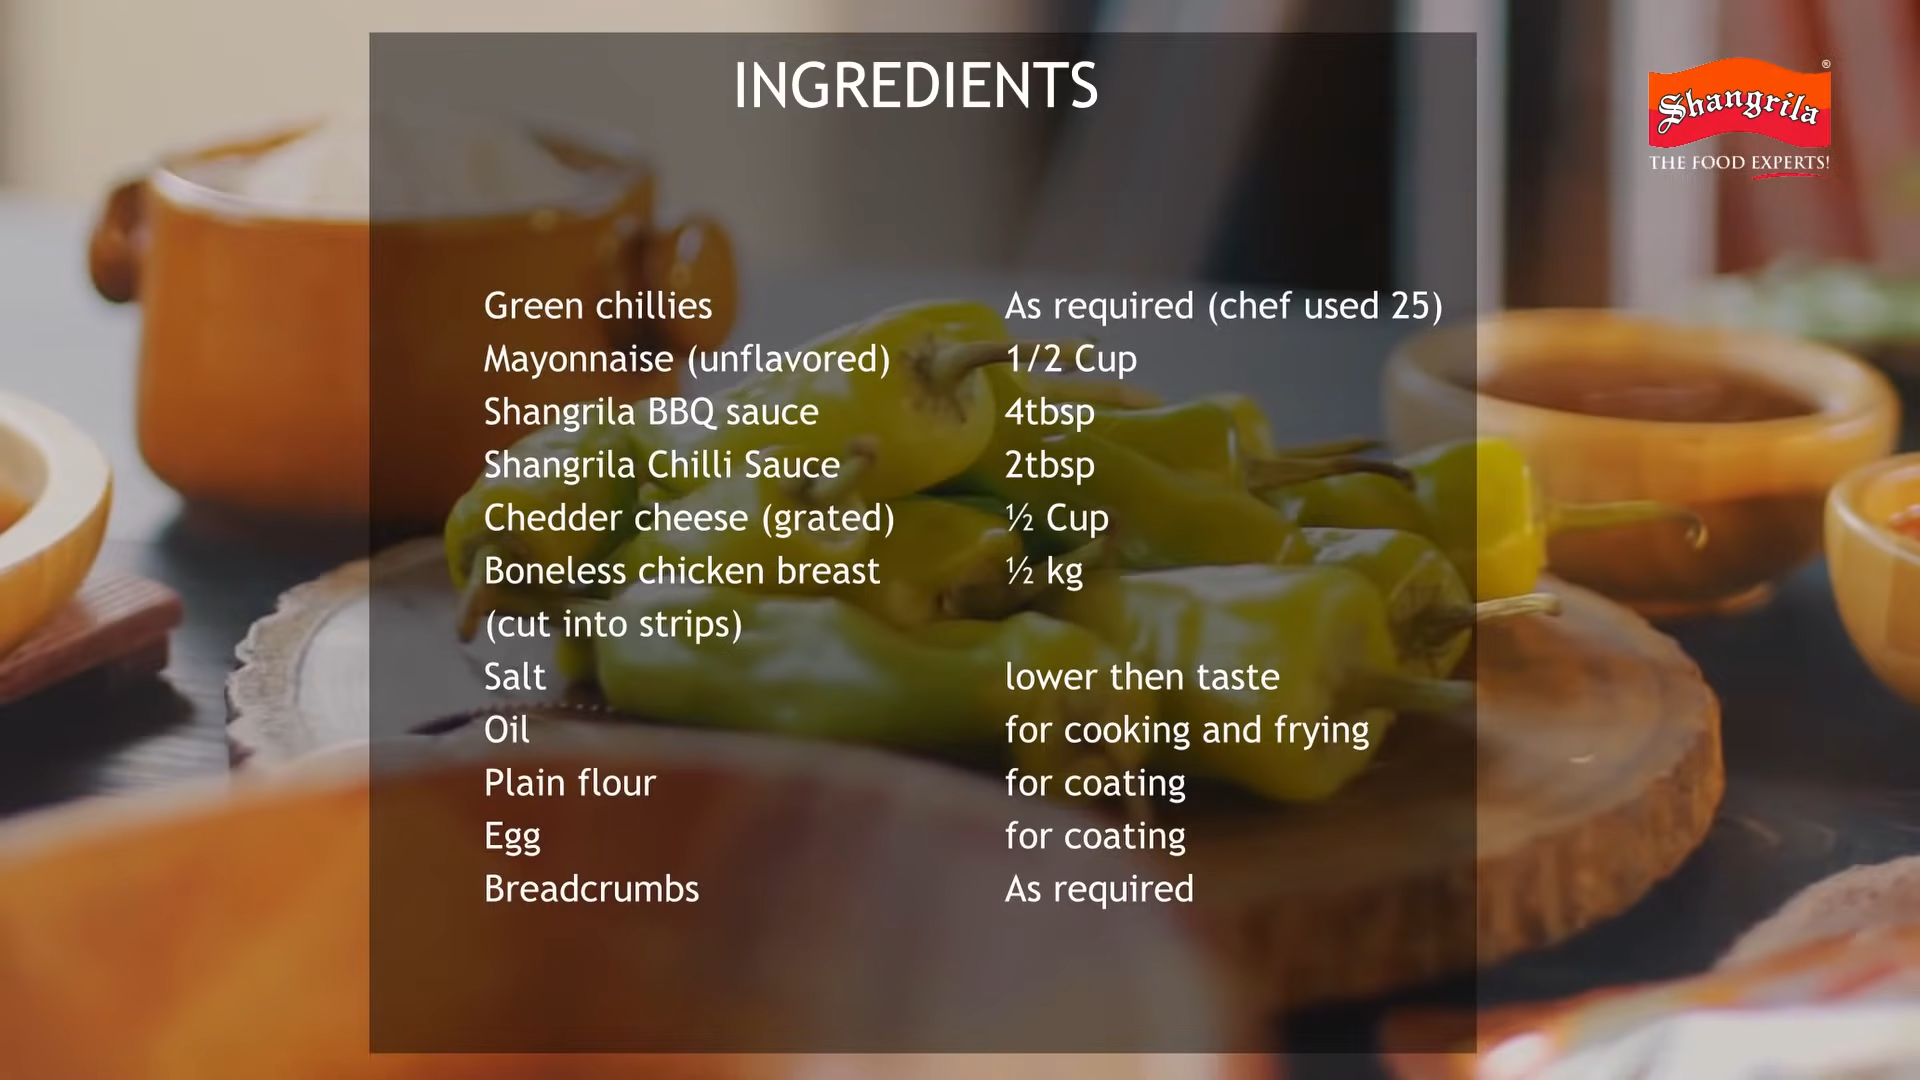 INGREDIENTS
Shangrila ®
THE FOOD EXPERTS!
Green chillies As required (chef used 25)
Mayonnaise (unflavored) 1/2 Cup
Shangrila BBQ sauce 4tbsp
Shangrila Chilli Sauce 2tbsp
Chedder cheese (grated) ½ Cup
Boneless chicken breast ½ kg
(cut into strips)
Salt lower then taste
Oil for cooking and frying
Plain flour for coating
Egg for coating
Breadcrumbs As required